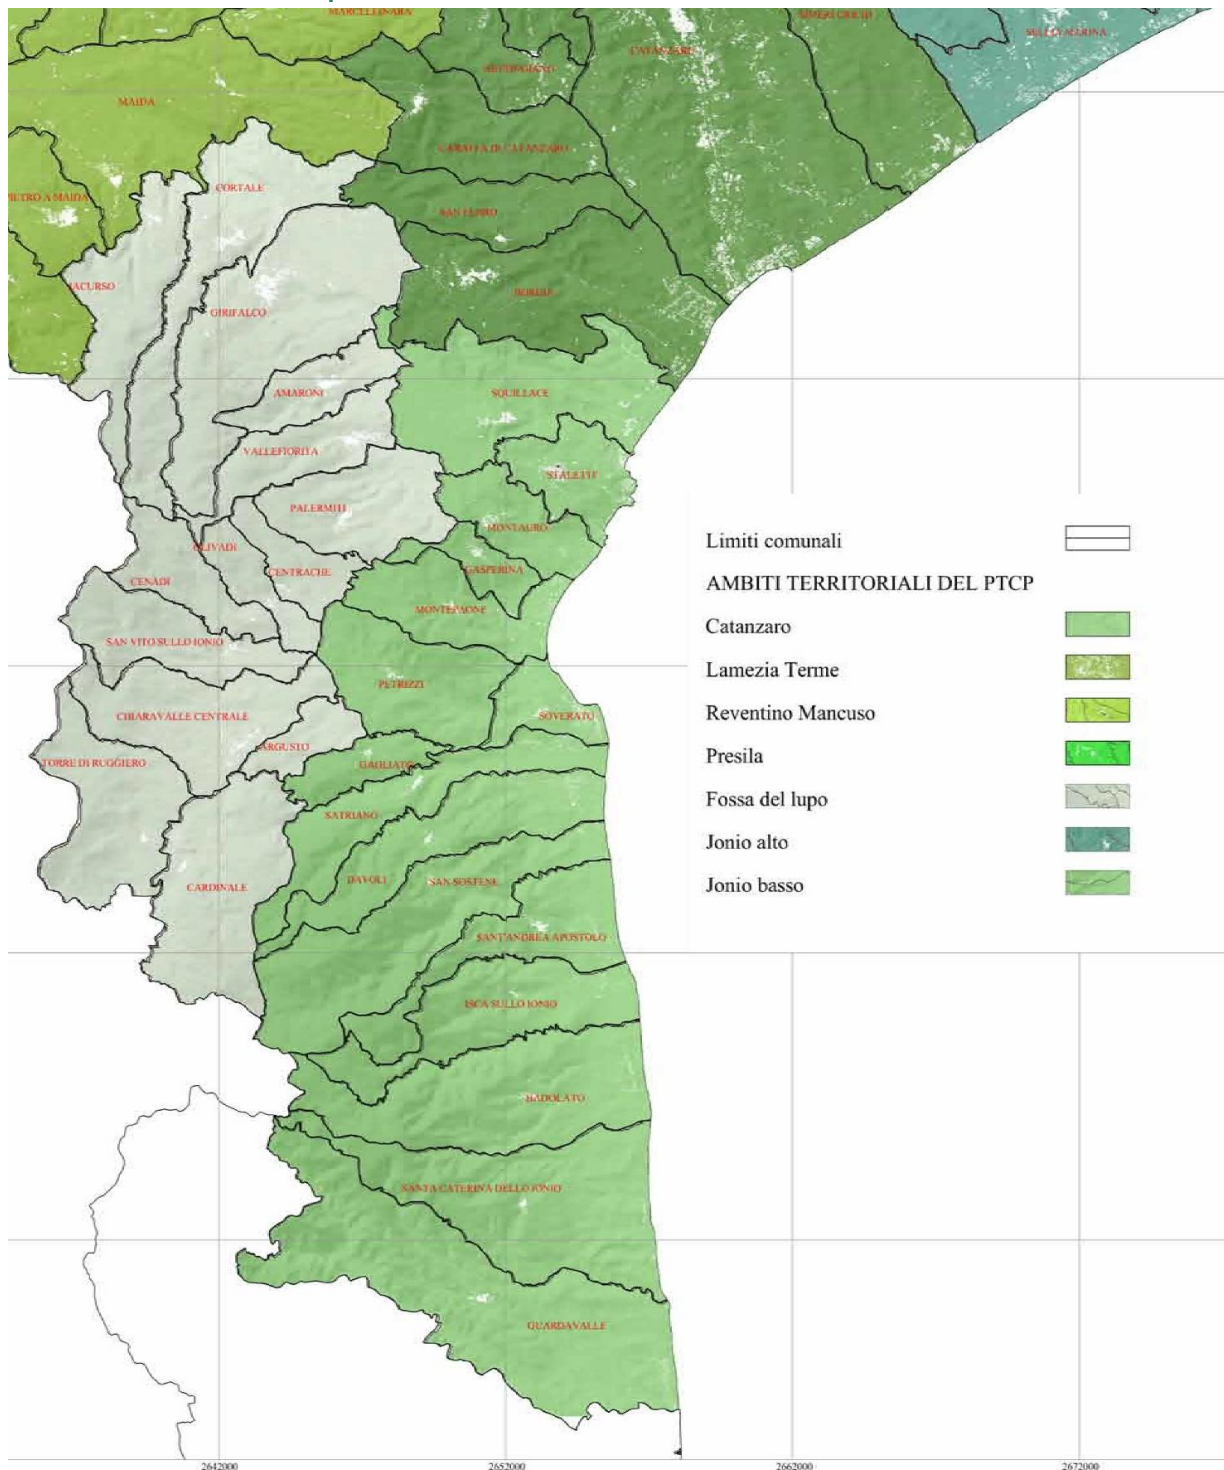 MARCELLINARA
SIMERI CRICHI
SELLIA MARINA
CATANZARO
SETTINGIANO
MAIDA
CARAFFA DI CATANZARO
CORTALE
PIETRO A MAIDA
SAN FLORO
JACURSO
BORGIA
GIRIFALCO
AMARONI
SQUILLACE
VALLEFIORITA
STALETTI'
PALERMITI
MONTAURO
OLIVADI
CENADI
CENTRACHE
GASPERINA
MONTEPAONE
SAN VITO SULLO IONIO
PETRIZZI
CHIARAVALLE CENTRALE
SOVERATO
ARGUSTO
TORRE DI RUGGIERO
GAGLIATO
SATRIANO
DAVOLI
SAN SOSTENE
CARDINALE
SANT'ANDREA APOSTOLO
ISCA SULLO IONIO
BADOLATO
SANTA CATERINA DELLO IONIO
GUARDAVALLE
Limiti comunali
AMBITI TERRITORIALI DEL PTCP
Catanzaro
Lamezia Terme
Reventino Mancuso
Presila
Fossa del lupo
Jonio alto
Jonio basso
2642000
2652000
2662000
2672000